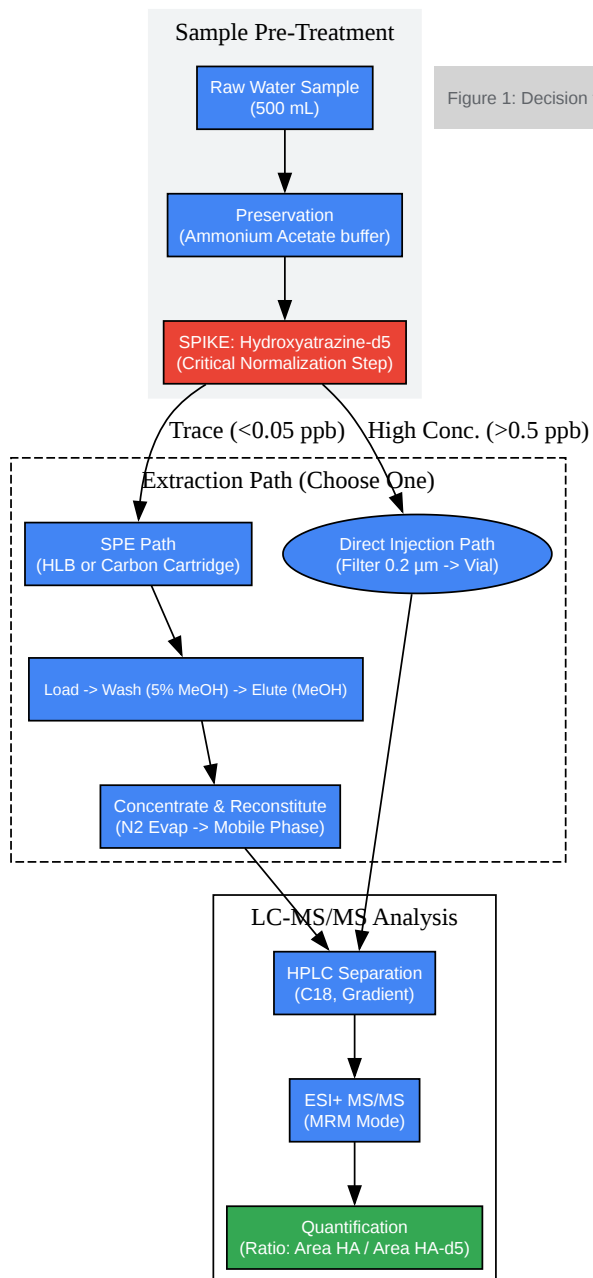 Sample Pre-Treatment
Raw Water Sample
(500 mL)
Figure 1: Decision
Preservation
(Ammonium Acetate buffer)
SPIKE: Hydroxyatrazine-d5
(Critical Normalization Step)
Trace (<0.05 ppb)
High Conc. (>0.5 ppb)
Extraction Path (Choose One)
SPE Path
(HLB or Carbon Cartridge)
Direct Injection Path
(Filter 0.2 µm -> Vial)
Load -> Wash (5% MeOH) -> Elute (MeOH)
Concentrate & Reconstitute
(N2 Evap -> Mobile Phase)
LC-MS/MS Analysis
HPLC Separation
(C18, Gradient)
ESI+ MS/MS
(MRM Mode)
Quantification
(Ratio: Area HA / Area HA-d5)